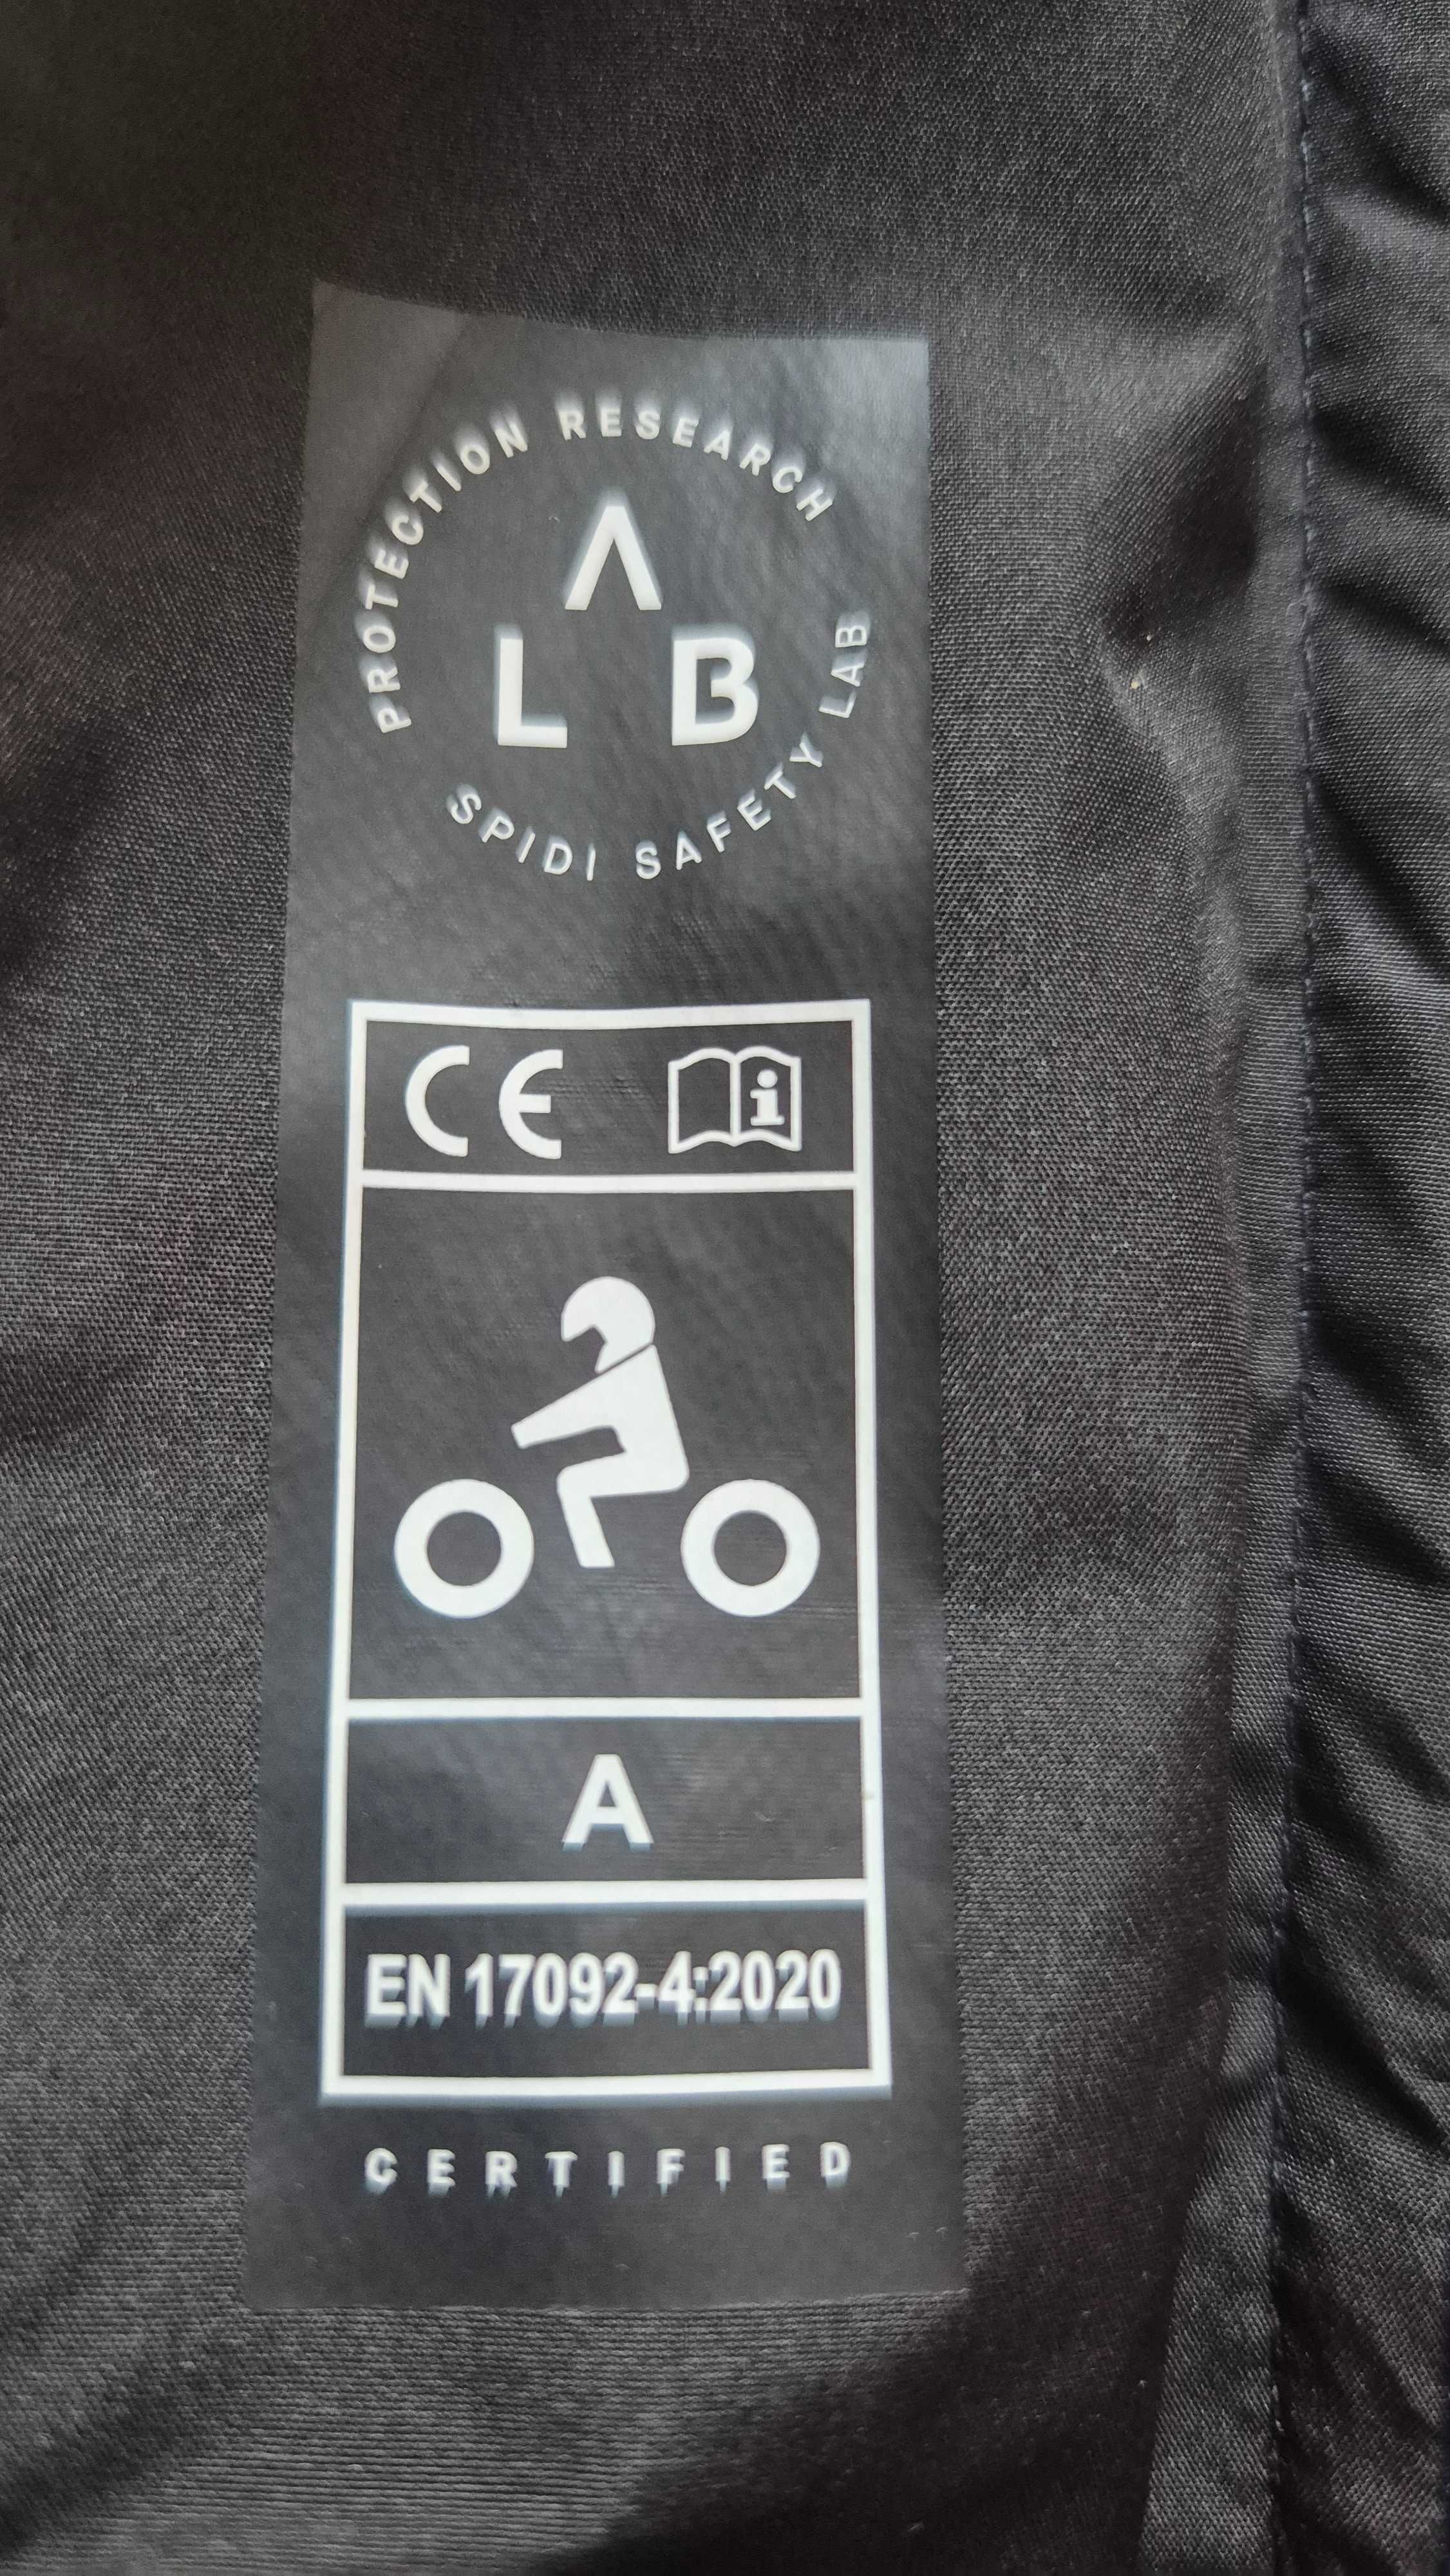 PROTECTION RESEARCH
Λ
L B
SPIDI SAFETY LAB
CE i
A
EN 17092-4:2020
CERTIFIED